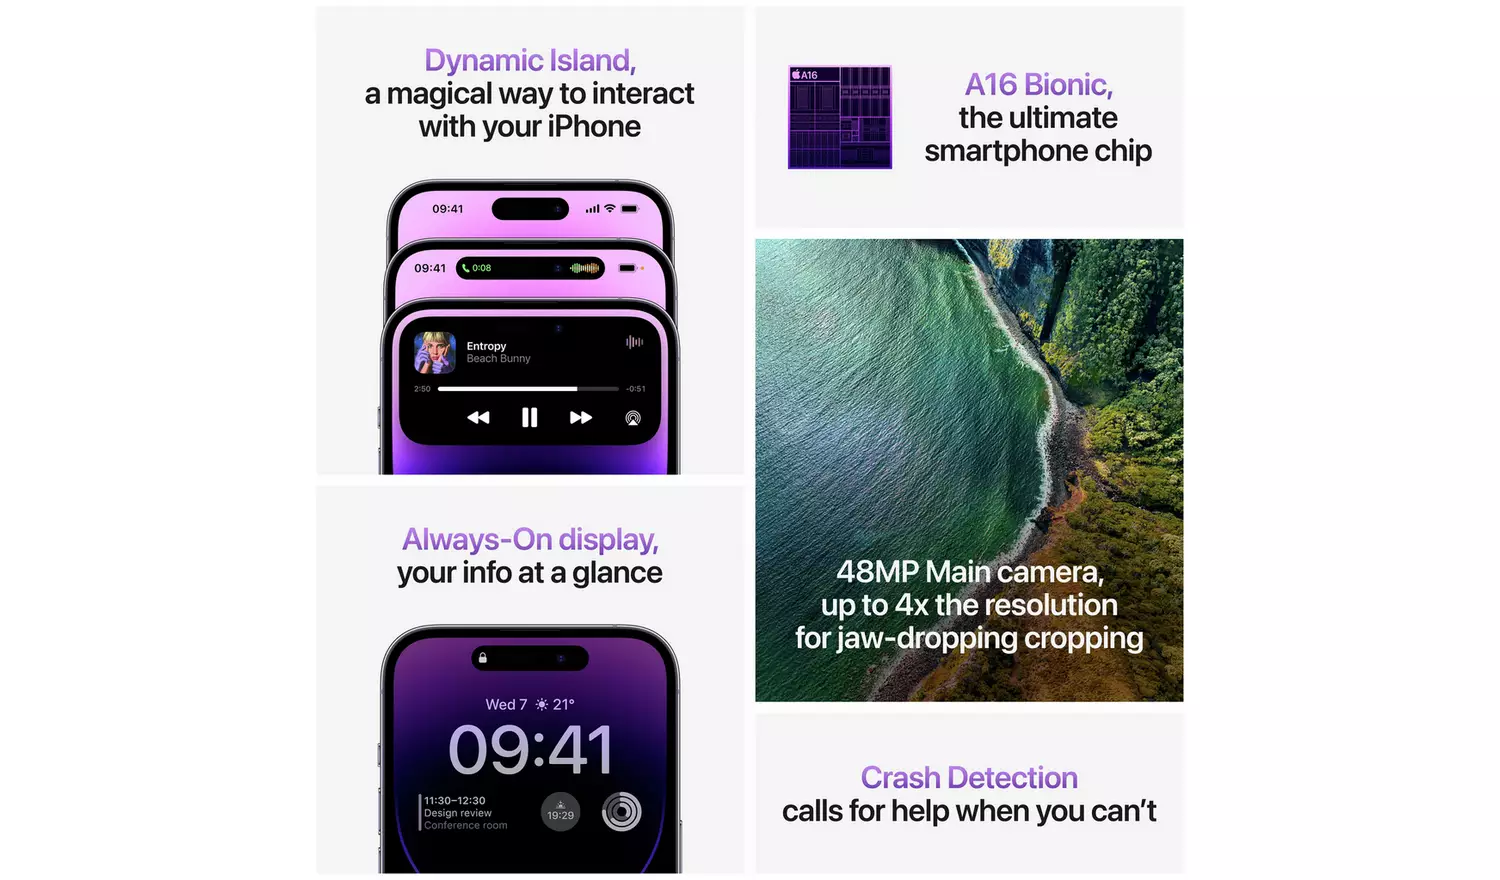 Dynamic Island,
a magical way to interact
with your iPhone
09:41
09:41 0:08
Entropy
Beach Bunny
2:50 -0:51
Always-On display,
your info at a glance
Wed 7 21°
09:41
11:30–12:30
Design review
Conference room
19:29
A16
A16 Bionic,
the ultimate
smartphone chip
48MP Main camera,
up to 4x the resolution
for jaw-dropping cropping
Crash Detection
calls for help when you can’t